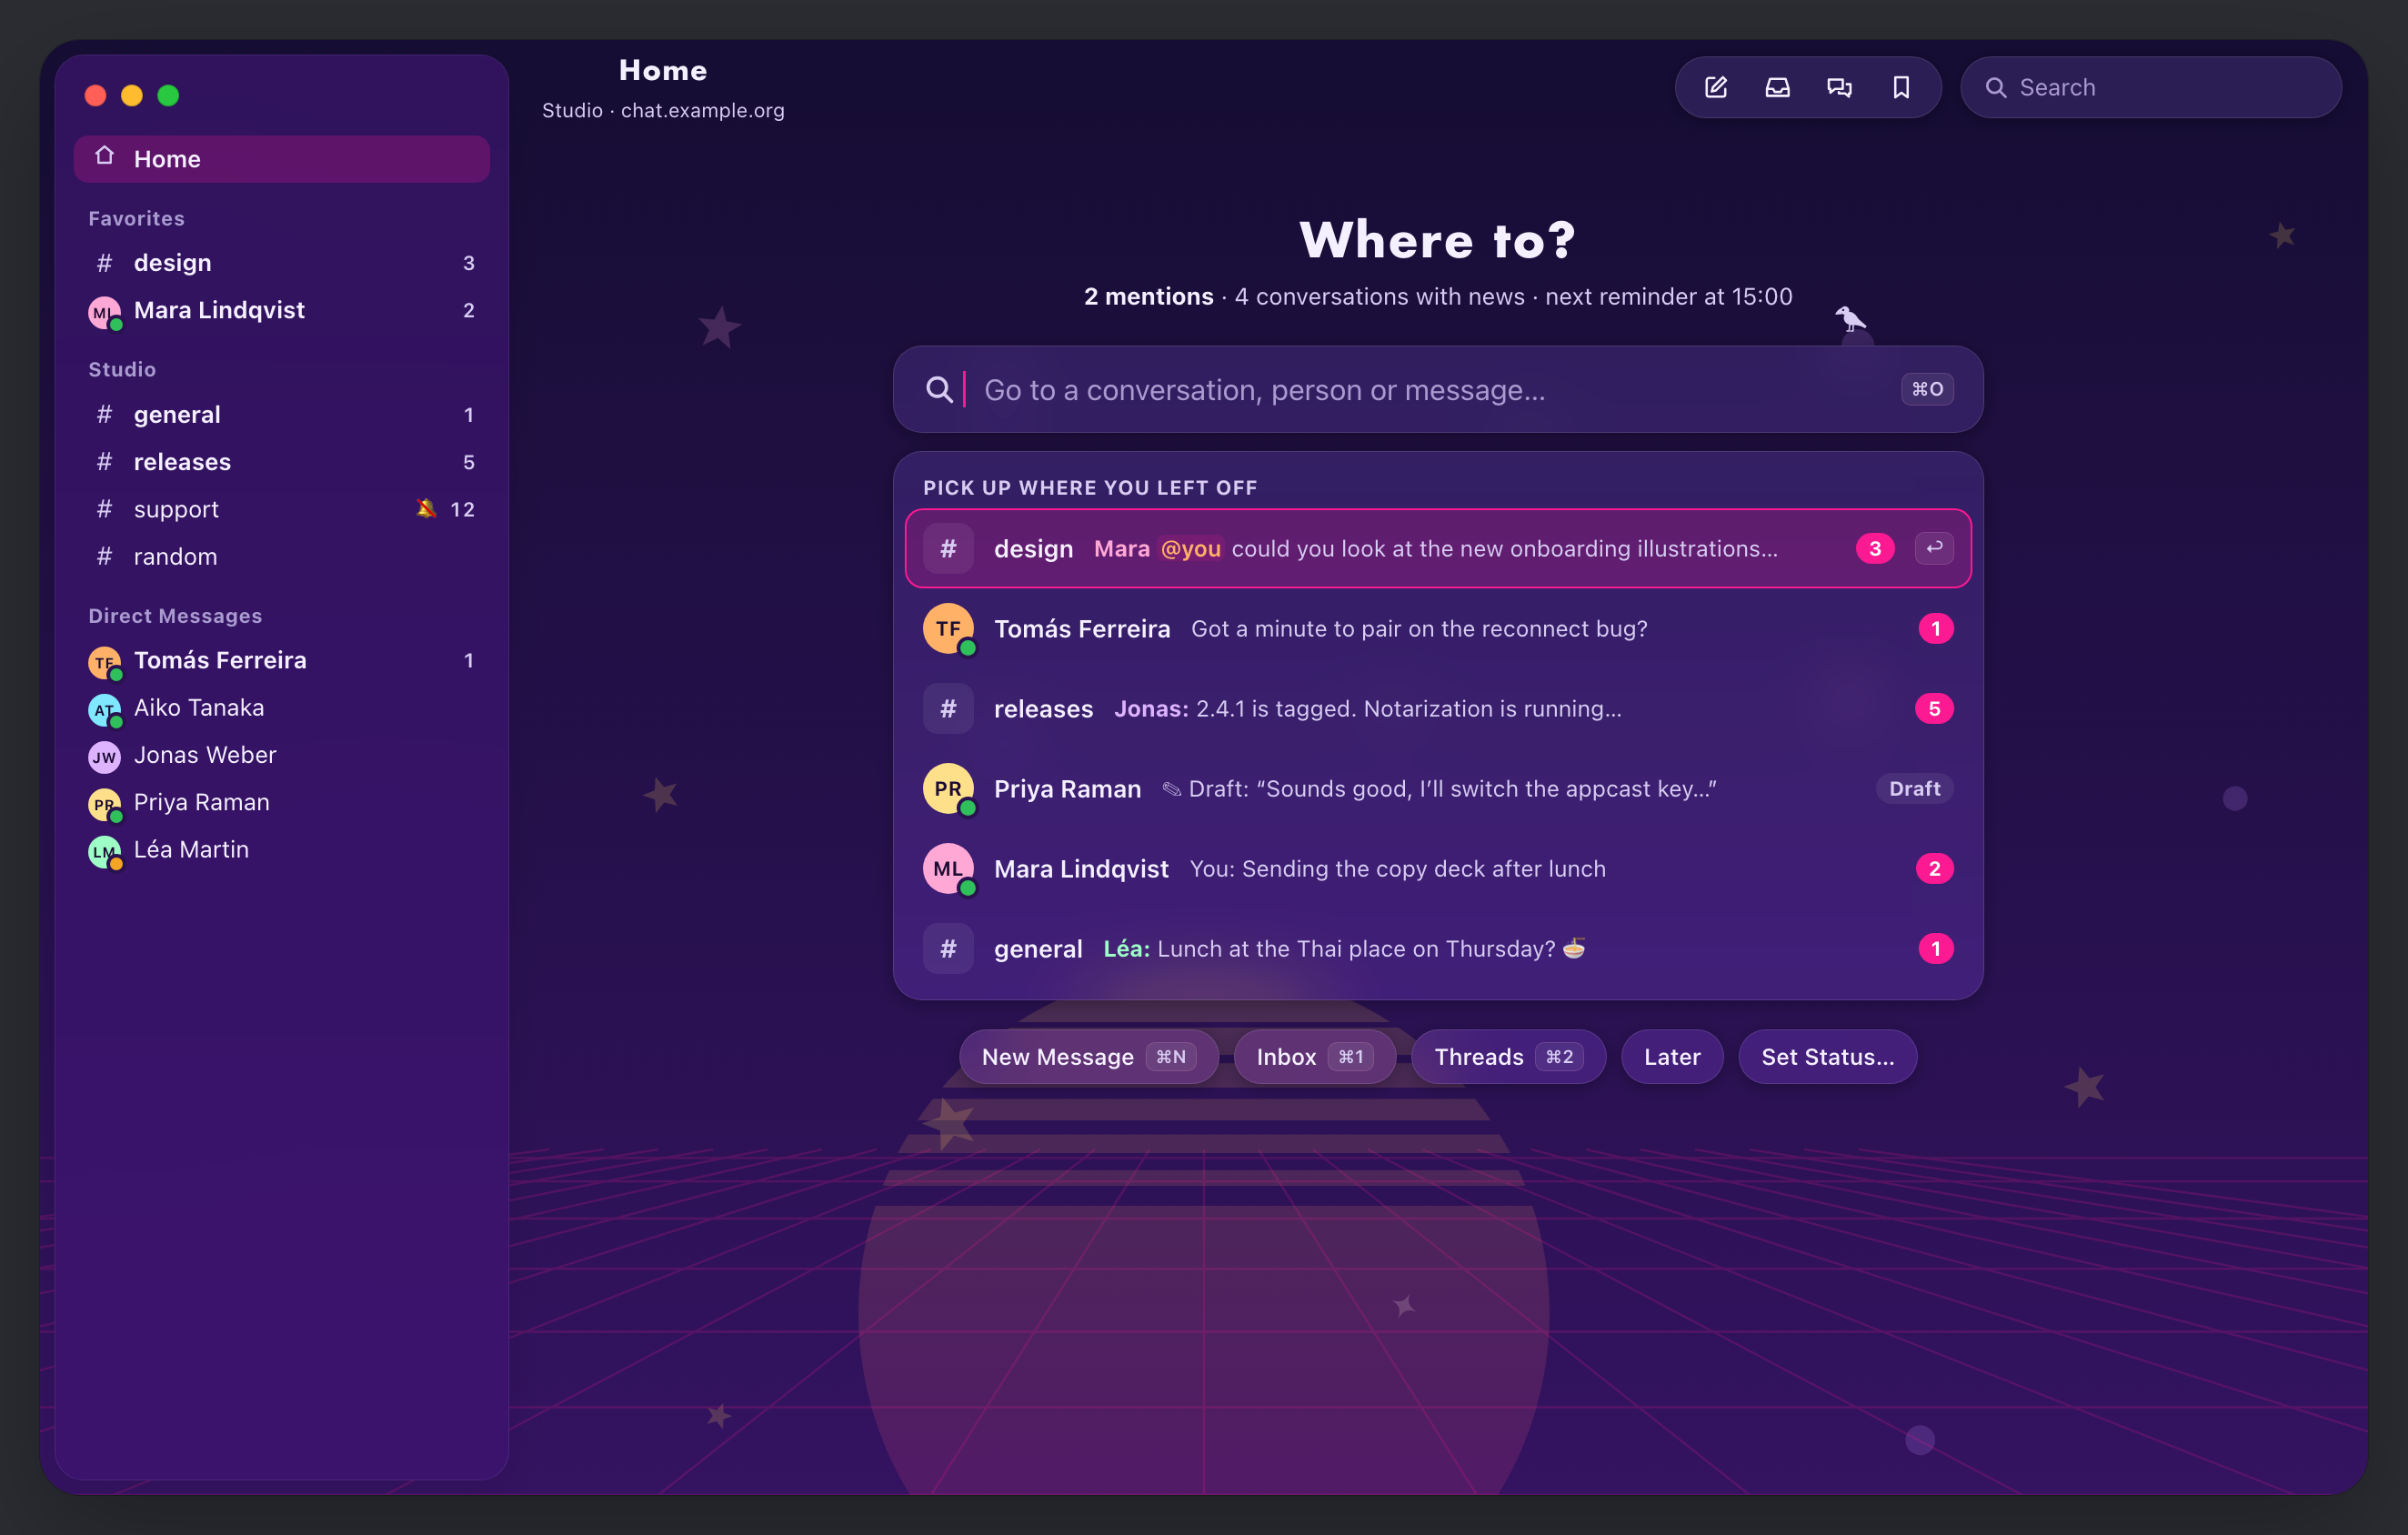 Home
Favorites
# design 3
ML Mara Lindqvist 2
Studio
# general 1
# releases 5
# support 12
# random
Direct Messages
TF Tomás Ferreira 1
AT Aiko Tanaka
JW Jonas Weber
PR Priya Raman
LM Léa Martin
Home
Studio · chat.example.org
Search
Where to?
2 mentions · 4 conversations with news · next reminder at 15:00
Go to a conversation, person or message... ⌘O
PICK UP WHERE YOU LEFT OFF
# design Mara @you could you look at the new onboarding illustrations... 3
TF Tomás Ferreira Got a minute to pair on the reconnect bug? 1
# releases Jonas: 2.4.1 is tagged. Notarization is running... 5
PR Priya Raman ✎ Draft: “Sounds good, I’ll switch the appcast key...” Draft
ML Mara Lindqvist You: Sending the copy deck after lunch 2
# general Léa: Lunch at the Thai place on Thursday? 🍜 1
New Message ⌘N Inbox ⌘1 Threads ⌘2 Later Set Status...